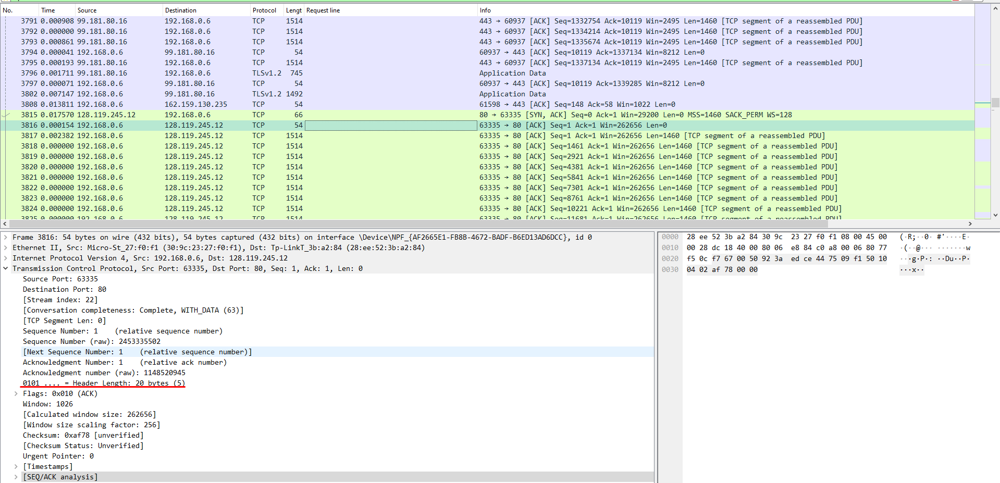 No. Time Source Destination Protocol Lengt Request line Info
3791 0.000908 99.181.80.16 192.168.0.6 TCP 1514 443 → 60937 [ACK] Seq=1332754 Ack=10119 Win=2495 Len=1460 [TCP segment of a reassembled PDU]
3792 0.000000 99.181.80.16 192.168.0.6 TCP 1514 443 → 60937 [ACK] Seq=1334214 Ack=10119 Win=2495 Len=1460 [TCP segment of a reassembled PDU]
3793 0.000861 99.181.80.16 192.168.0.6 TCP 1514 443 → 60937 [ACK] Seq=1335674 Ack=10119 Win=2495 Len=1460 [TCP segment of a reassembled PDU]
3794 0.000041 192.168.0.6 99.181.80.16 TCP 54 60937 → 443 [ACK] Seq=10119 Ack=1337134 Win=8212 Len=0
3795 0.000193 99.181.80.16 192.168.0.6 TCP 1514 443 → 60937 [ACK] Seq=1337134 Ack=10119 Win=2495 Len=1460 [TCP segment of a reassembled PDU]
3796 0.001711 99.181.80.16 192.168.0.6 TLSv1.2 745 Application Data
3797 0.000071 192.168.0.6 99.181.80.16 TCP 54 60937 → 443 [ACK] Seq=10119 Ack=1339285 Win=8212 Len=0
3802 0.007147 192.168.0.6 99.181.80.16 TLSv1.2 1492 Application Data
3808 0.013811 192.168.0.6 162.159.130.235 TCP 54 61598 → 443 [ACK] Seq=148 Ack=58 Win=1022 Len=0
3815 0.017570 128.119.245.12 192.168.0.6 TCP 66 80 → 63335 [SYN, ACK] Seq=0 Ack=1 Win=29200 Len=0 MSS=1460 SACK_PERM WS=128
3816 0.000154 192.168.0.6 128.119.245.12 TCP 54 63335 → 80 [ACK] Seq=1 Ack=1 Win=262656 Len=0
3817 0.002382 192.168.0.6 128.119.245.12 TCP 1514 63335 → 80 [ACK] Seq=1 Ack=1 Win=262656 Len=1460 [TCP segment of a reassembled PDU]
3818 0.000000 192.168.0.6 128.119.245.12 TCP 1514 63335 → 80 [ACK] Seq=1461 Ack=1 Win=262656 Len=1460 [TCP segment of a reassembled PDU]
3819 0.000000 192.168.0.6 128.119.245.12 TCP 1514 63335 → 80 [ACK] Seq=2921 Ack=1 Win=262656 Len=1460 [TCP segment of a reassembled PDU]
3820 0.000000 192.168.0.6 128.119.245.12 TCP 1514 63335 → 80 [ACK] Seq=4381 Ack=1 Win=262656 Len=1460 [TCP segment of a reassembled PDU]
3821 0.000000 192.168.0.6 128.119.245.12 TCP 1514 63335 → 80 [ACK] Seq=5841 Ack=1 Win=262656 Len=1460 [TCP segment of a reassembled PDU]
3822 0.000000 192.168.0.6 128.119.245.12 TCP 1514 63335 → 80 [ACK] Seq=7301 Ack=1 Win=262656 Len=1460 [TCP segment of a reassembled PDU]
3823 0.000000 192.168.0.6 128.119.245.12 TCP 1514 63335 → 80 [ACK] Seq=8761 Ack=1 Win=262656 Len=1460 [TCP segment of a reassembled PDU]
3824 0.000000 192.168.0.6 128.119.245.12 TCP 1514 63335 → 80 [ACK] Seq=10221 Ack=1 Win=262656 Len=1460 [TCP segment of a reassembled PDU]
3825 0.000000 192.168.0.6 128.119.245.12 TCP 1514 63335 → 80 [ACK] Seq=11681 Ack=1 Win=262656 Len=1460 [TCP segment of a reassembled PDU]
Frame 3816: 54 bytes on wire (432 bits), 54 bytes captured (432 bits) on interface \Device\NPF_{AF2665E1-FB8B-4672-BADF-B6ED13AD6DCC}, id 0
Ethernet II, Src: Micro-St_27:f0:f1 (30:9c:23:27:f0:f1), Dst: Tp-LinkT_3b:a2:84 (28:ee:52:3b:a2:84)
Internet Protocol Version 4, Src: 192.168.0.6, Dst: 128.119.245.12
Transmission Control Protocol, Src Port: 63335, Dst Port: 80, Seq: 1, Ack: 1, Len: 0
Source Port: 63335
Destination Port: 80
[Stream index: 22]
[Conversation completeness: Complete, WITH_DATA (63)]
[TCP Segment Len: 0]
Sequence Number: 1 (relative sequence number)
Sequence Number (raw): 2453335502
[Next Sequence Number: 1 (relative sequence number)]
Acknowledgment Number: 1 (relative ack number)
Acknowledgment number (raw): 1148520945
0101 .... = Header Length: 20 bytes (5)
Flags: 0x010 (ACK)
Window: 1026
[Calculated window size: 262656]
[Window size scaling factor: 256]
Checksum: 0xaf78 [unverified]
[Checksum Status: Unverified]
Urgent Pointer: 0
[Timestamps]
[SEQ/ACK analysis]
0000 28 ee 52 3b a2 84 30 9c 23 27 f0 f1 08 00 45 00 (·R;··0· #'····E·
0010 00 28 dc 18 40 00 80 06 e8 84 c0 a8 00 06 80 77 ·(··@··· ·······w
0020 f5 0c f7 67 00 50 92 3a ed ce 44 75 09 f1 50 10 ···g·P·: ··Du··P·
0030 04 02 af 78 00 00 ···x··